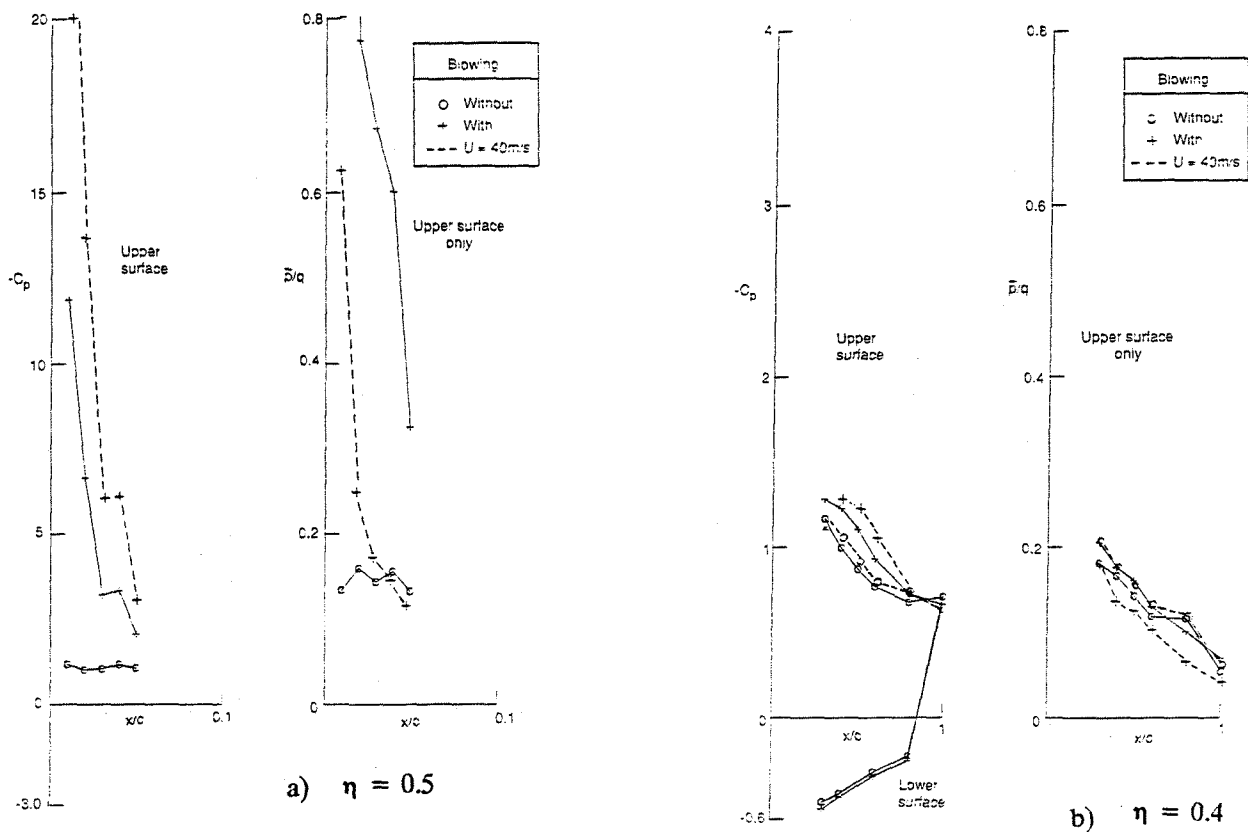 20
15
-Cp
10
5
0
-3.0
x/c
0.1
Upper
surface
0.8
0.6
p̄/q
0.4
0.2
0
x/c
0.1
Blowing
Without
With
U = 40m/s
Upper surface
only
a) η = 0.5
4
3
-Cp
2
1
0
-0.6
x/c
1
Upper
surface
Lower
surface
0.8
0.6
p̄/q
0.4
0.2
0
x/c
1
Blowing
Without
With
U = 40m/s
Upper surface
only
b) η = 0.4